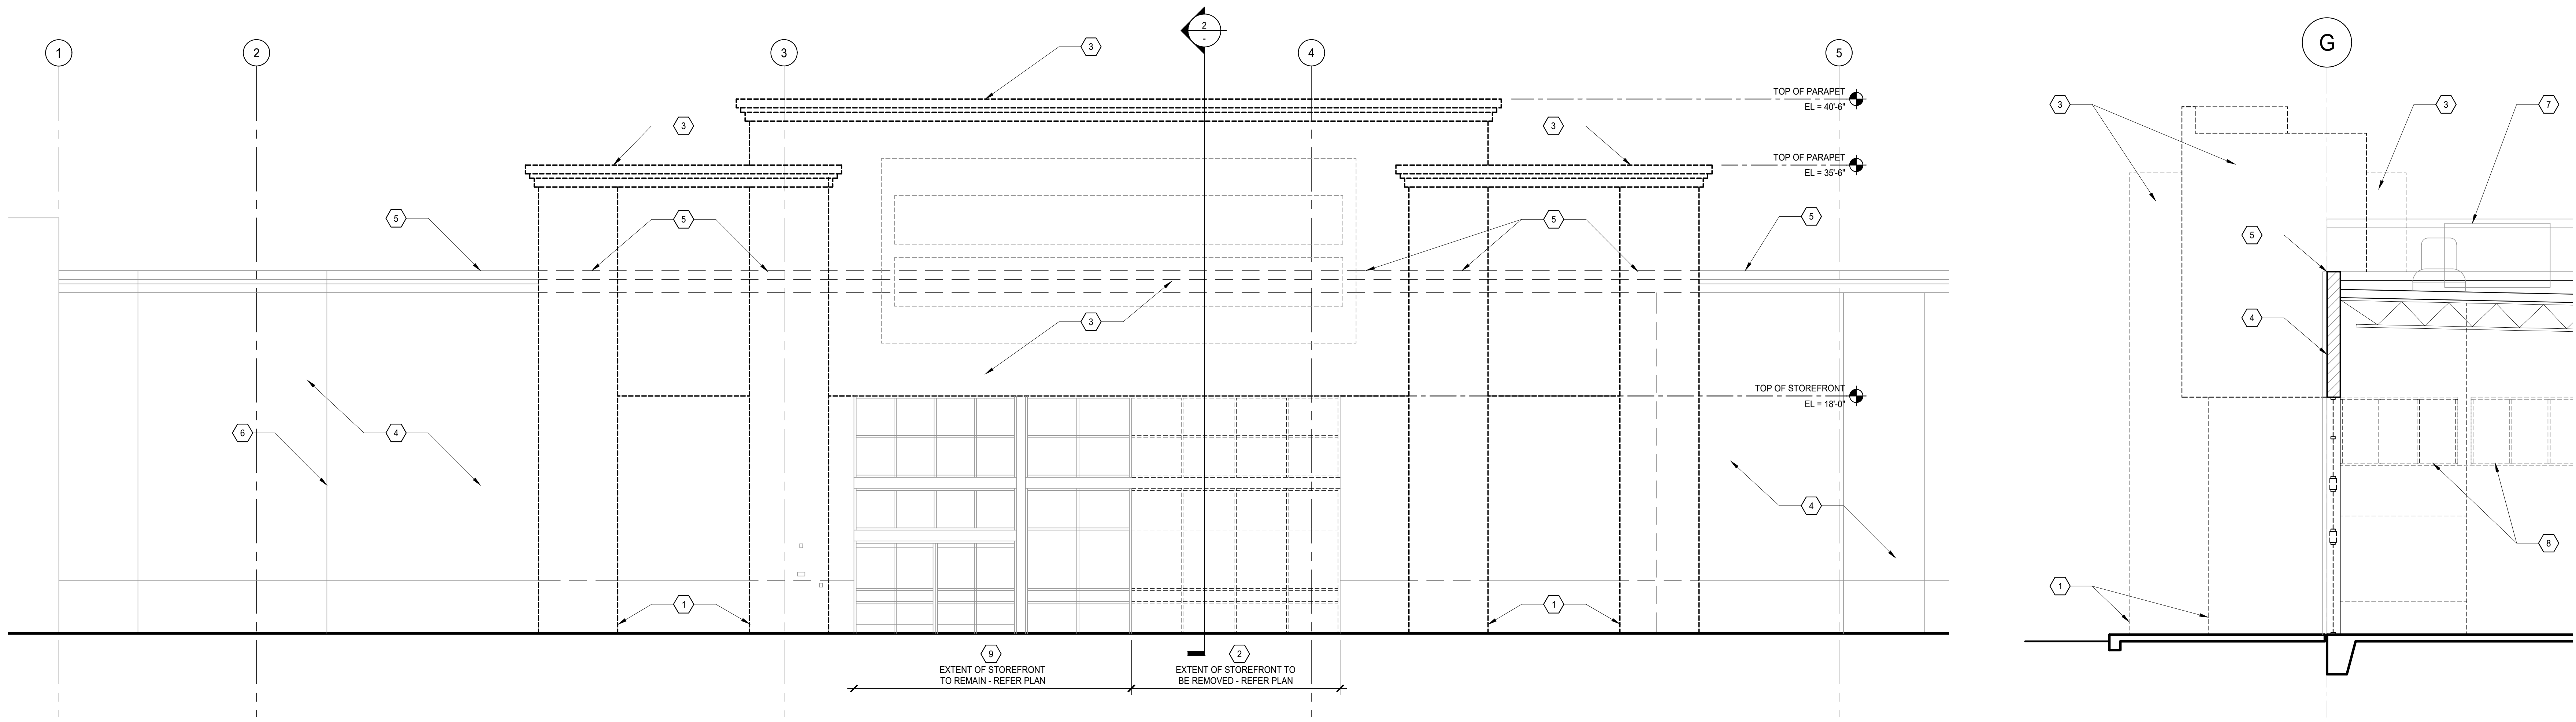 1
2
3
2
-
4
5
G
3
TOP OF PARAPET
EL = 40'-6"
3
3
TOP OF PARAPET
EL = 35'-6"
3
3
7
5
5
5
5
5
3
4
TOP OF STOREFRONT
EL = 18'-0"
6
4
4
8
1
1
1
9
EXTENT OF STOREFRONT
TO REMAIN - REFER PLAN
2
EXTENT OF STOREFRONT TO
BE REMOVED - REFER PLAN